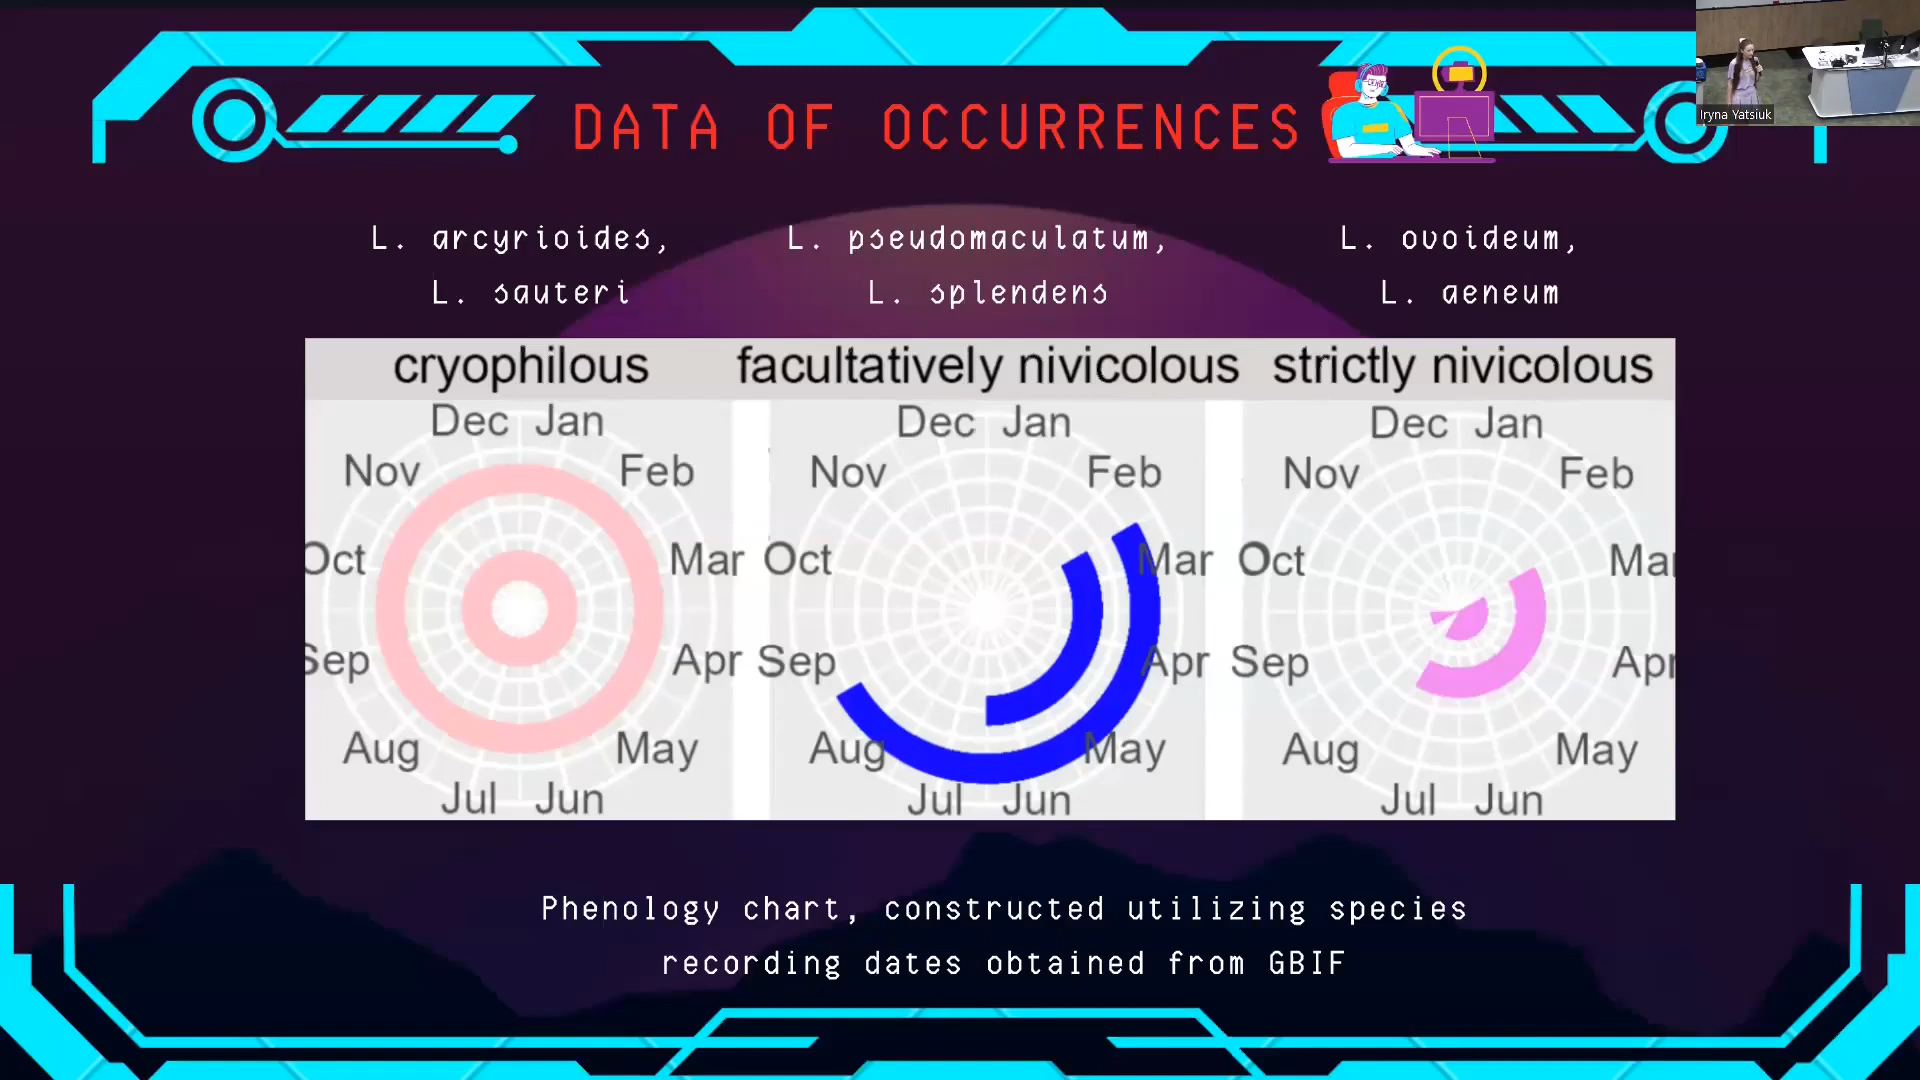 DATA OF OCCURRENCES
Iryna Yatsiuk
L. arcyrioides,
L. sauteri
L. pseudomaculatum,
L. splendens
L. ovoideum,
L. aeneum
cryophilous
Dec Jan
Nov Feb
Oct Mar
Sep Apr
Aug May
Jul Jun
facultatively nivicolous
Dec Jan
Nov Feb
Oct Mar
Sep Apr
Aug May
Jul Jun
strictly nivicolous
Dec Jan
Nov Feb
Oct Mar
Sep Apr
Aug May
Jul Jun
Phenology chart, constructed utilizing species
recording dates obtained from GBIF